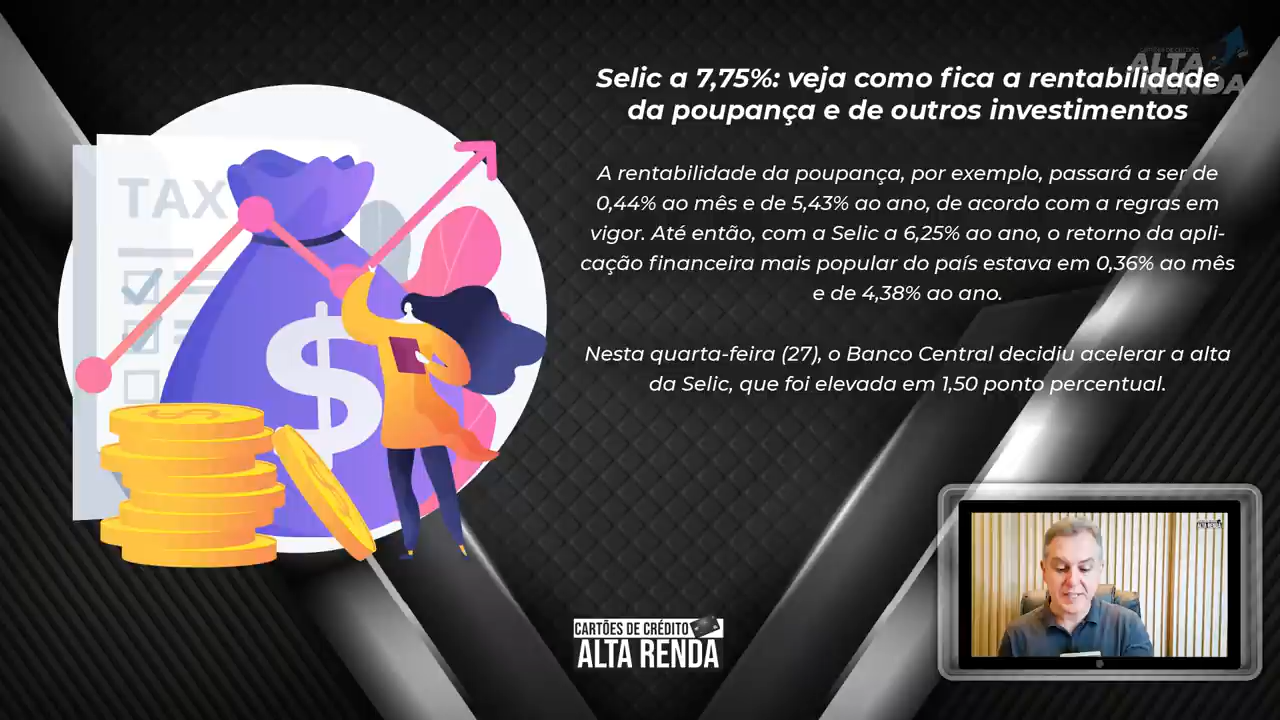 CARTÕES DE CRÉDITO
ALTA
RENDA
Selic a 7,75%: veja como fica a rentabilidade
da poupança e de outros investimentos
TAX
A rentabilidade da poupança, por exemplo, passará a ser de
0,44% ao mês e de 5,43% ao ano, de acordo com a regras em
vigor. Até então, com a Selic a 6,25% ao ano, o retorno da apli-
cação financeira mais popular do país estava em 0,36% ao mês
e de 4,38% ao ano.
$
Nesta quarta-feira (27), o Banco Central decidiu acelerar a alta
da Selic, que foi elevada em 1,50 ponto percentual.
CARTÕES DE CRÉDITO
ALTA RENDA